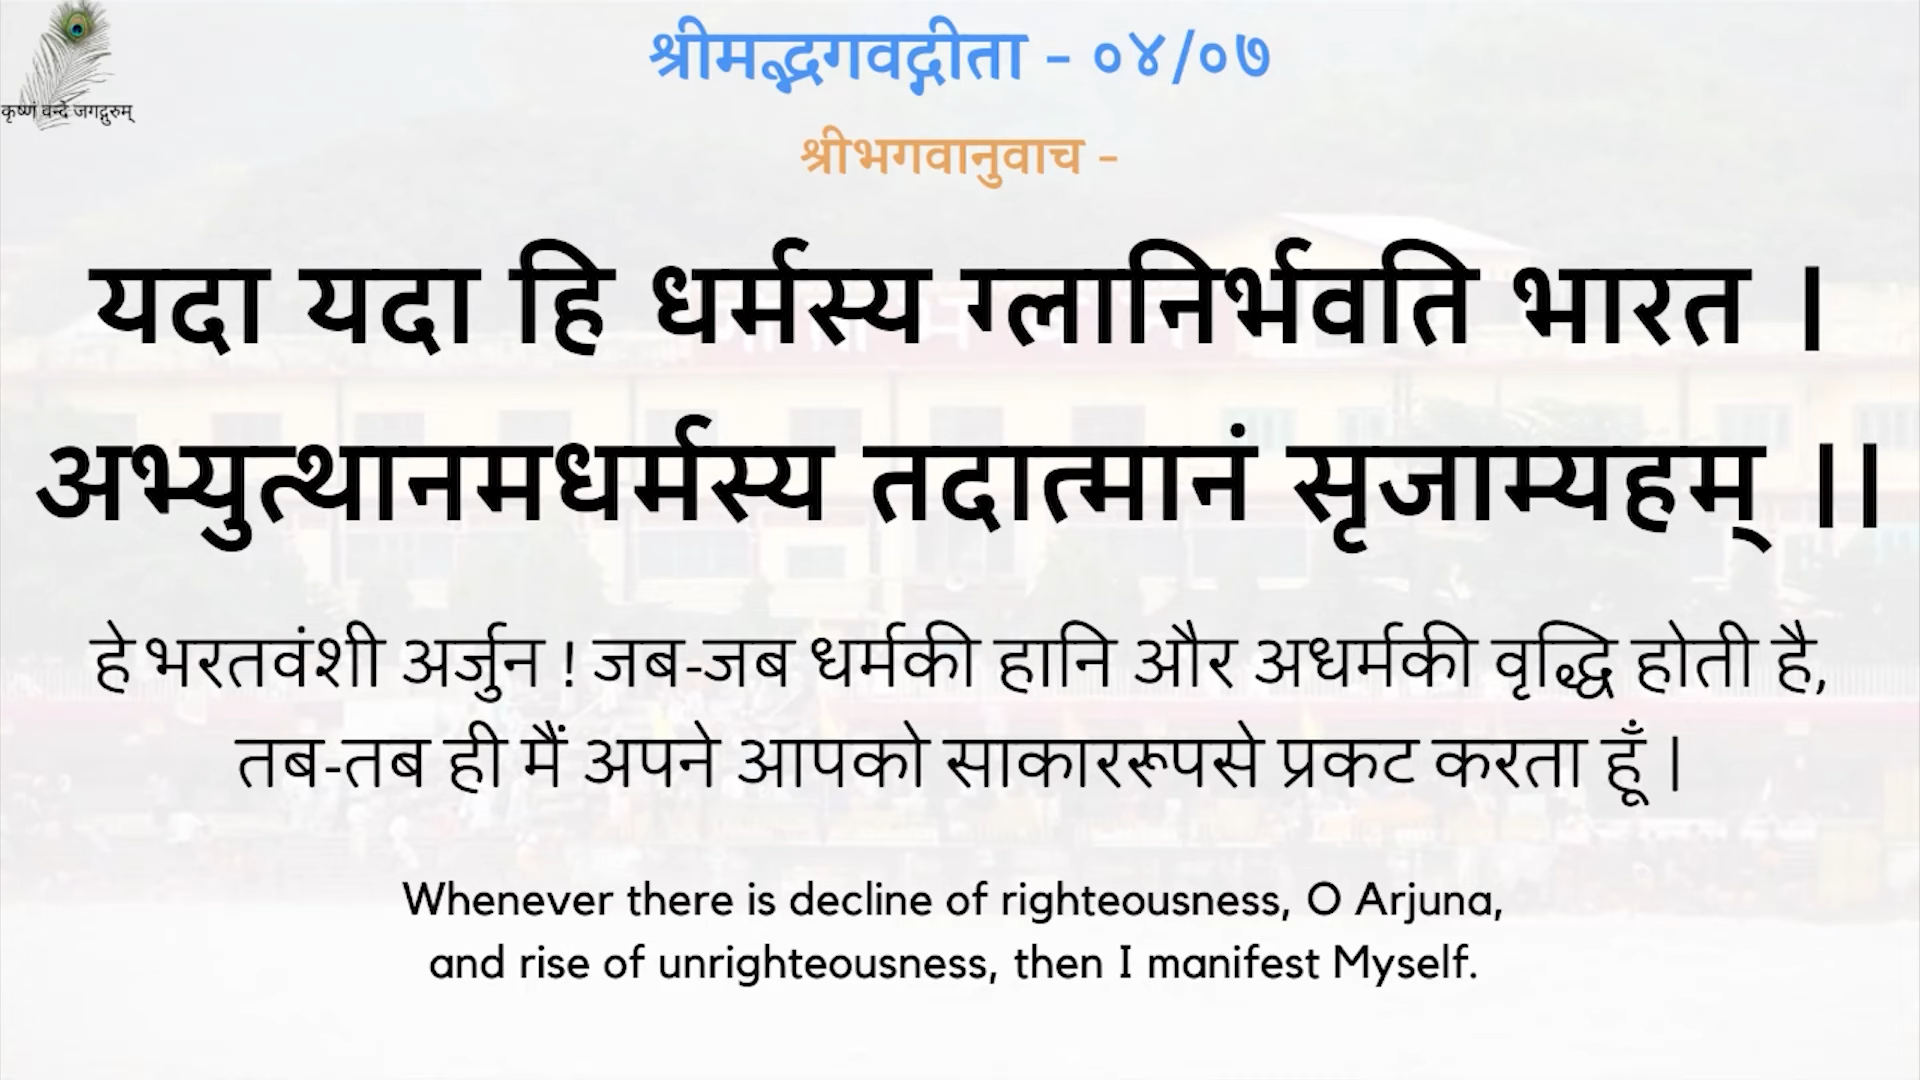 श्रीमद्भगवद्गीता - ०४/०७
कृष्णं वन्दे जगद्गुरुम्
श्रीभगवानुवाच -
यदा यदा हि धर्मस्य ग्लानिर्भवति भारत ।
अभ्युत्थानमधर्मस्य तदात्मानं सृजाम्यहम् ।।
हे भरतवंशी अर्जुन ! जब-जब धर्मकी हानि और अधर्मकी वृद्धि होती है,
तब-तब ही मैं अपने आपको साकाररूपसे प्रकट करता हूँ |
Whenever there is decline of righteousness, O Arjuna,
and rise of unrighteousness, then I manifest Myself.